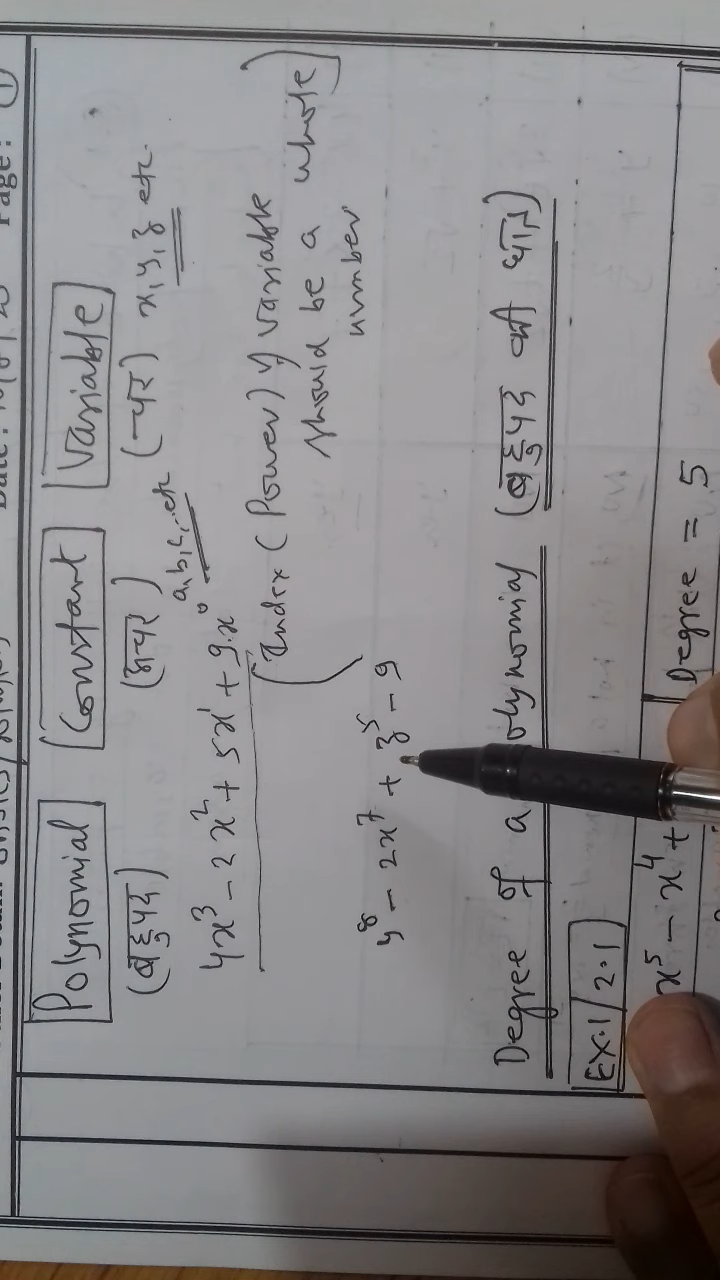 Page: ①
Polynomial Constant Variable
(बहुपद) (अचर) (चर) x, y, z etc.
a, b, c, .. etc
4x³ - 2x² + 5x¹ + 9.x⁰
(Index (Power) of variable
should be a whole
number)
y⁸ - 2x⁷ + z⁵ - 9
Degree of a polynomial (बहुपद की घात)
EX.1/2.1
x⁵ - x⁴ + Degree = 5